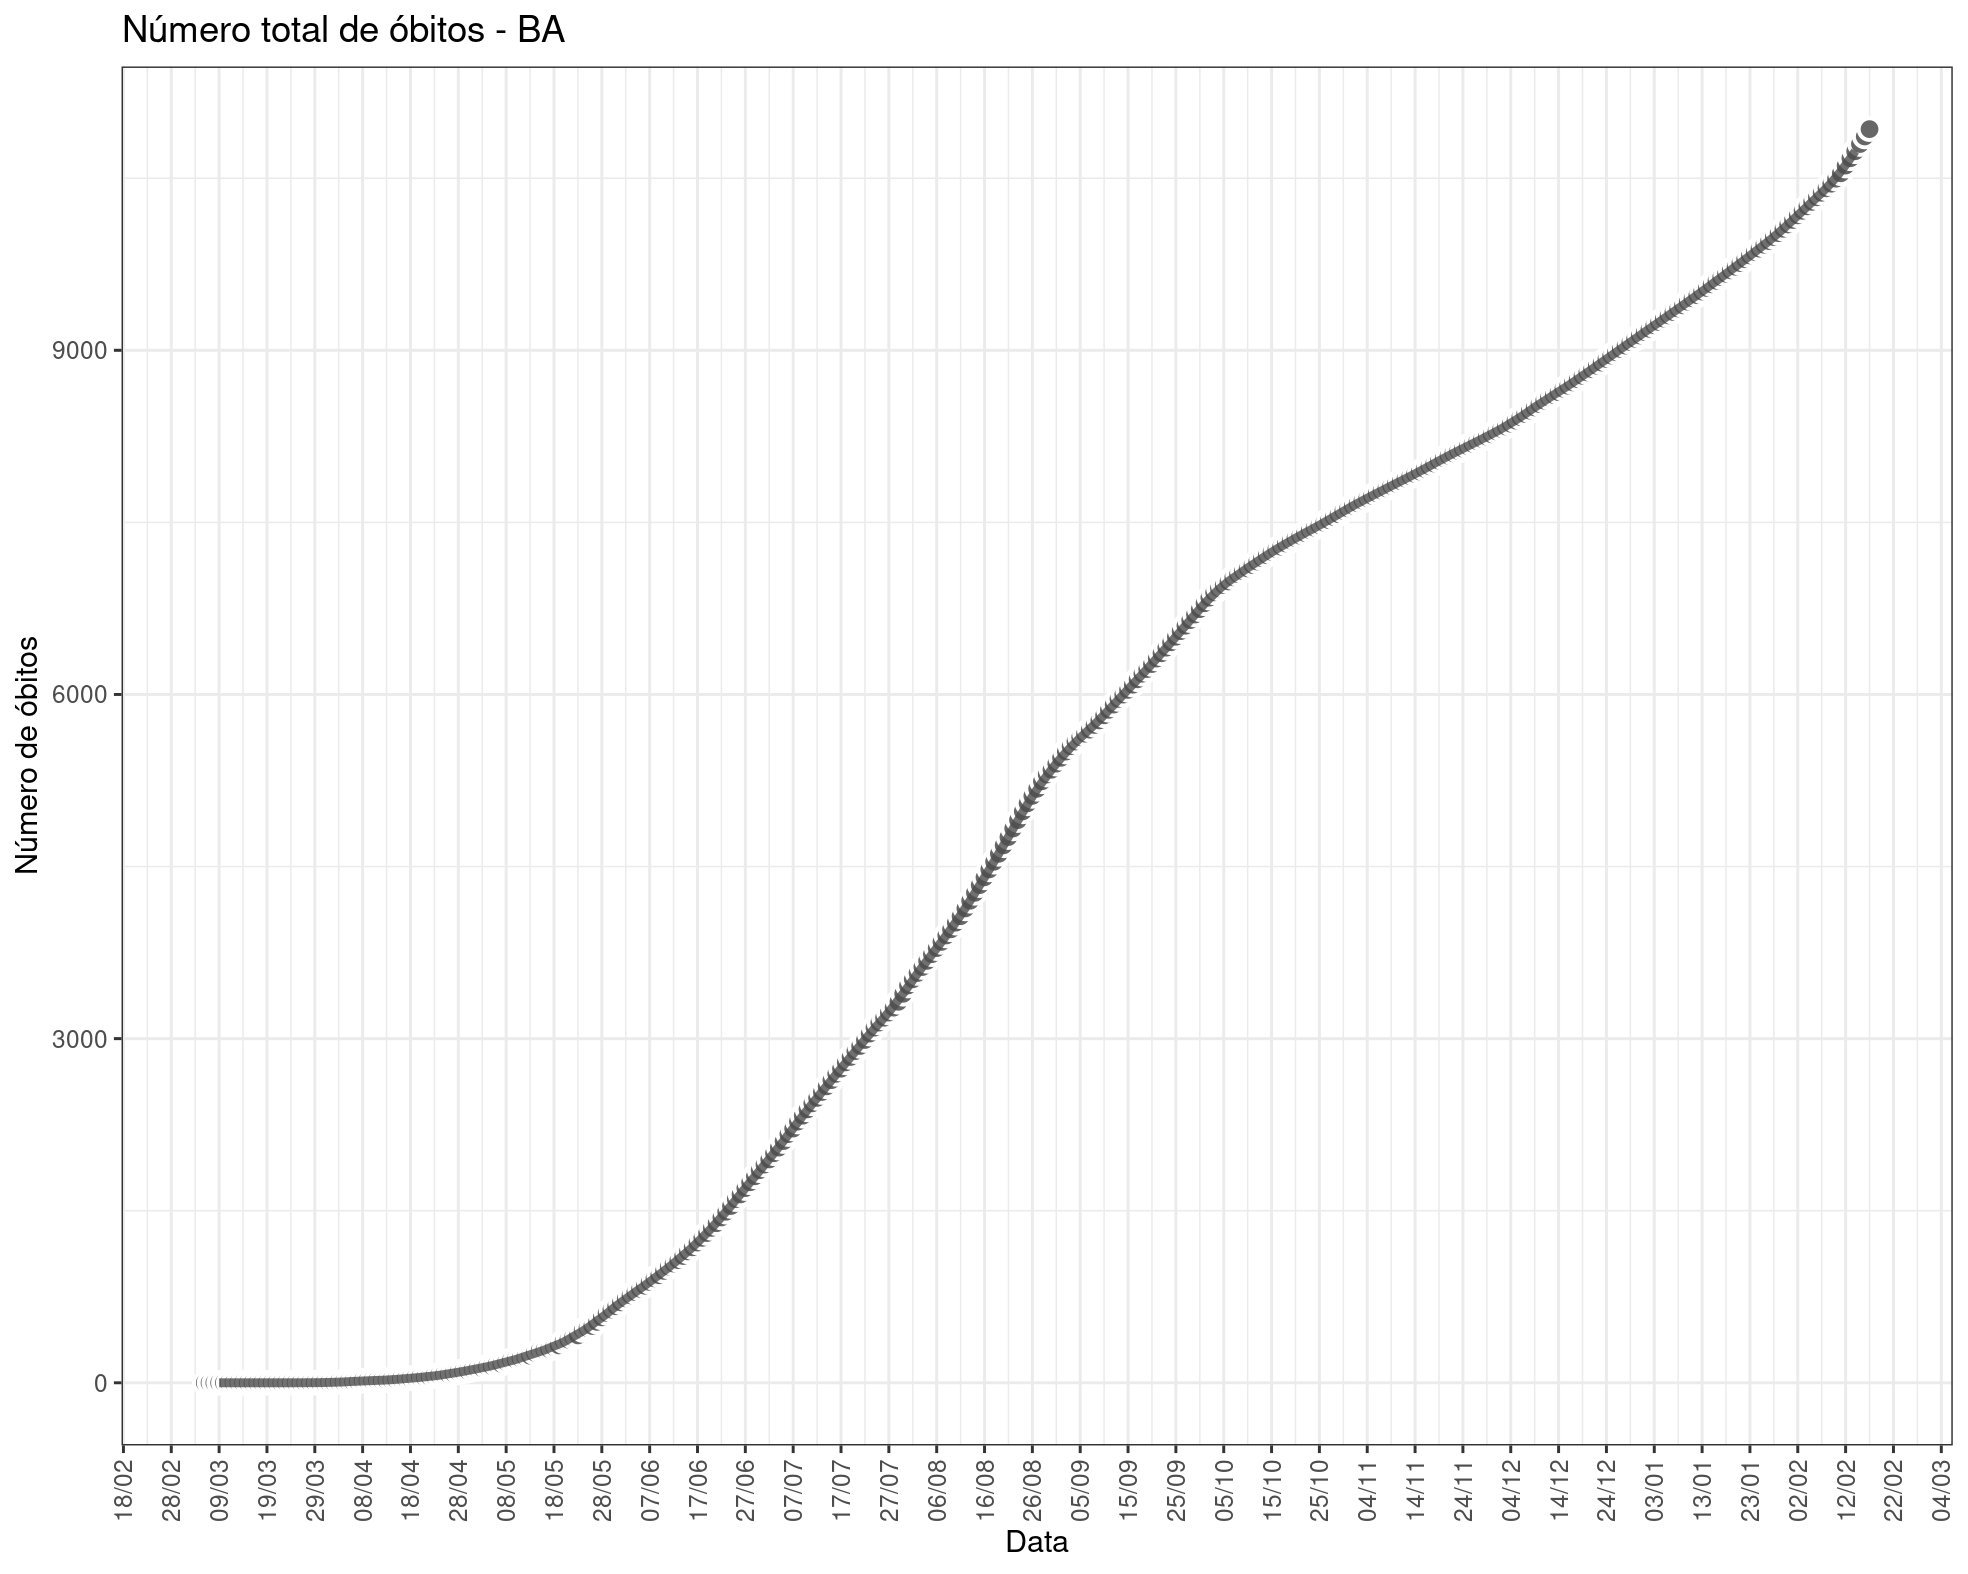 Número total de óbitos - BA
Número de óbitos
9000
6000
3000
0
18/02 28/02 09/03 19/03 29/03 08/04 18/04 28/04 08/05 18/05 28/05 07/06 17/06 27/06 07/07 17/07 27/07 06/08 16/08 26/08 05/09 15/09 25/09 05/10 15/10 25/10 04/11 14/11 24/11 04/12 14/12 24/12 03/01 13/01 23/01 02/02 12/02 22/02 04/03
Data